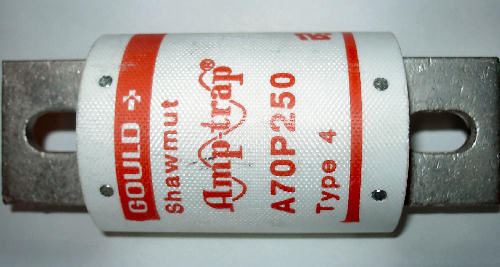 GOULD
Shawmut
Amp-trap®
A70P250
Type 4